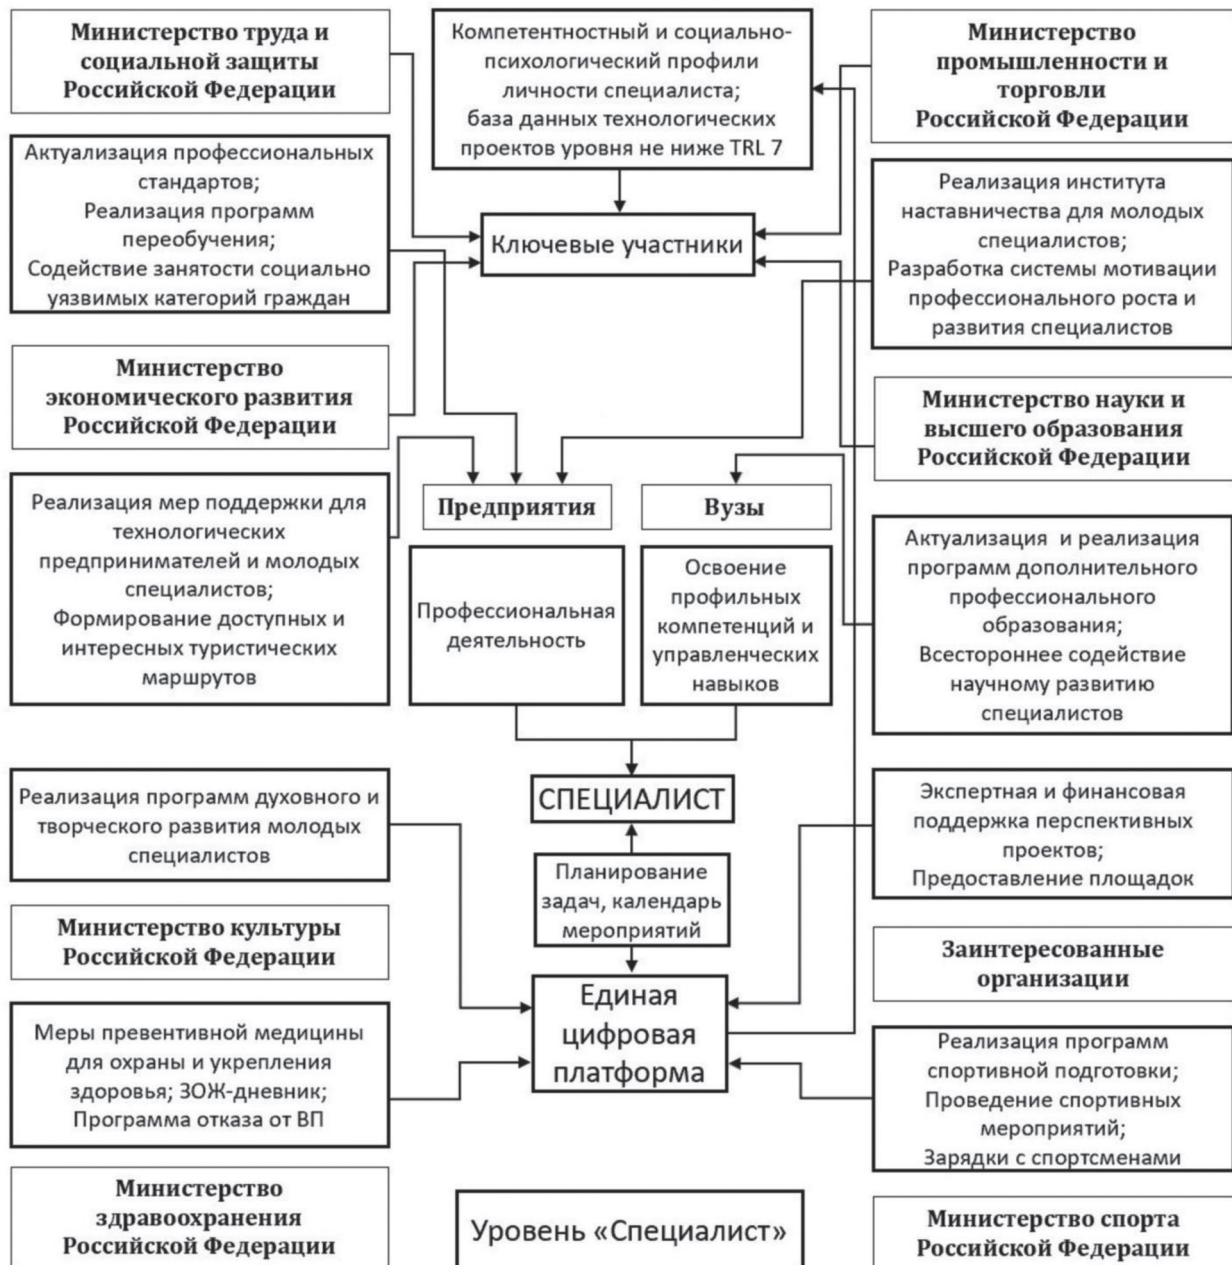 Министерство труда и
социальной защиты
Российской Федерации
Компетентностный и социально-
психологический профили
личности специалиста;
база данных технологических
проектов уровня не ниже TRL 7
Министерство
промышленности и
торговли
Российской Федерации
Актуализация профессиональных
стандартов;
Реализация программ
переобучения;
Содействие занятости социально
уязвимых категорий граждан
Ключевые участники
Реализация института
наставничества для молодых
специалистов;
Разработка системы мотивации
профессионального роста и
развития специалистов
Министерство
экономического развития
Российской Федерации
Министерство науки и
высшего образования
Российской Федерации
Реализация мер поддержки для
технологических
предпринимателей и молодых
специалистов;
Формирование доступных и
интересных туристических
маршрутов
Предприятия
Вузы
Профессиональная
деятельность
Освоение
профильных
компетенций и
управленческих
навыков
Актуализация и реализация
программ дополнительного
профессионального
образования;
Всестороннее содействие
научному развитию
специалистов
Реализация программ духовного и
творческого развития молодых
специалистов
СПЕЦИАЛИСТ
Экспертная и финансовая
поддержка перспективных
проектов;
Предоставление площадок
Планирование
задач, календарь
мероприятий
Министерство культуры
Российской Федерации
Заинтересованные
организации
Меры превентивной медицины
для охраны и укрепления
здоровья; ЗОЖ-дневник;
Программа отказа от ВП
Единая
цифровая
платформа
Реализация программ
спортивной подготовки;
Проведение спортивных
мероприятий;
Зарядки с спортсменами
Министерство
здравоохранения
Российской Федерации
Уровень «Специалист»
Министерство спорта
Российской Федерации